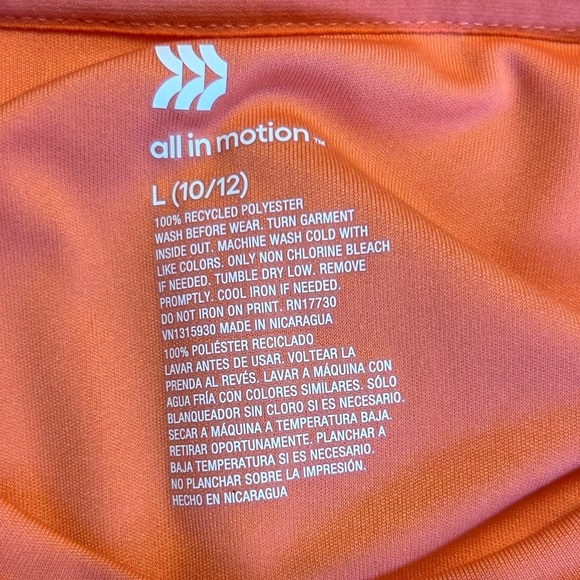 all in motion™
L (10/12)
100% RECYCLED POLYESTER
WASH BEFORE WEAR. TURN GARMENT
INSIDE OUT. MACHINE WASH COLD WITH
LIKE COLORS. ONLY NON CHLORINE BLEACH
IF NEEDED. TUMBLE DRY LOW. REMOVE
PROMPTLY. COOL IRON IF NEEDED.
DO NOT IRON ON PRINT. RN17730
VN1315930 MADE IN NICARAGUA
100% POLIÉSTER RECICLADO
LAVAR ANTES DE USAR. VOLTEAR LA
PRENDA AL REVÉS. LAVAR A MÁQUINA CON
AGUA FRÍA CON COLORES SIMILARES. SÓLO
BLANQUEADOR SIN CLORO SI ES NECESARIO.
SECAR A MÁQUINA A TEMPERATURA BAJA.
RETIRAR OPORTUNAMENTE. PLANCHAR A
BAJA TEMPERATURA SI ES NECESARIO.
NO PLANCHAR SOBRE LA IMPRESIÓN.
HECHO EN NICARAGUA